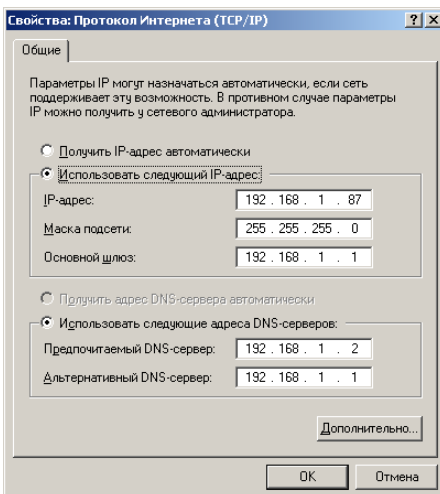 Свойства: Протокол Интернета (TCP/IP)
Общие
Параметры IP могут назначаться автоматически, если сеть
поддерживает эту возможность. В противном случае параметры
IP можно получить у сетевого администратора.
Получить IP-адрес автоматически
Использовать следующий IP-адрес:
IP-адрес: 192 . 168 . 1 . 87
Маска подсети: 255 . 255 . 255 . 0
Основной шлюз: 192 . 168 . 1 . 1
Получить адрес DNS-сервера автоматически
Использовать следующие адреса DNS-серверов:
Предпочитаемый DNS-сервер: 192 . 168 . 1 . 2
Альтернативный DNS-сервер: 192 . 168 . 1 . 1
Дополнительно...
OK Отмена